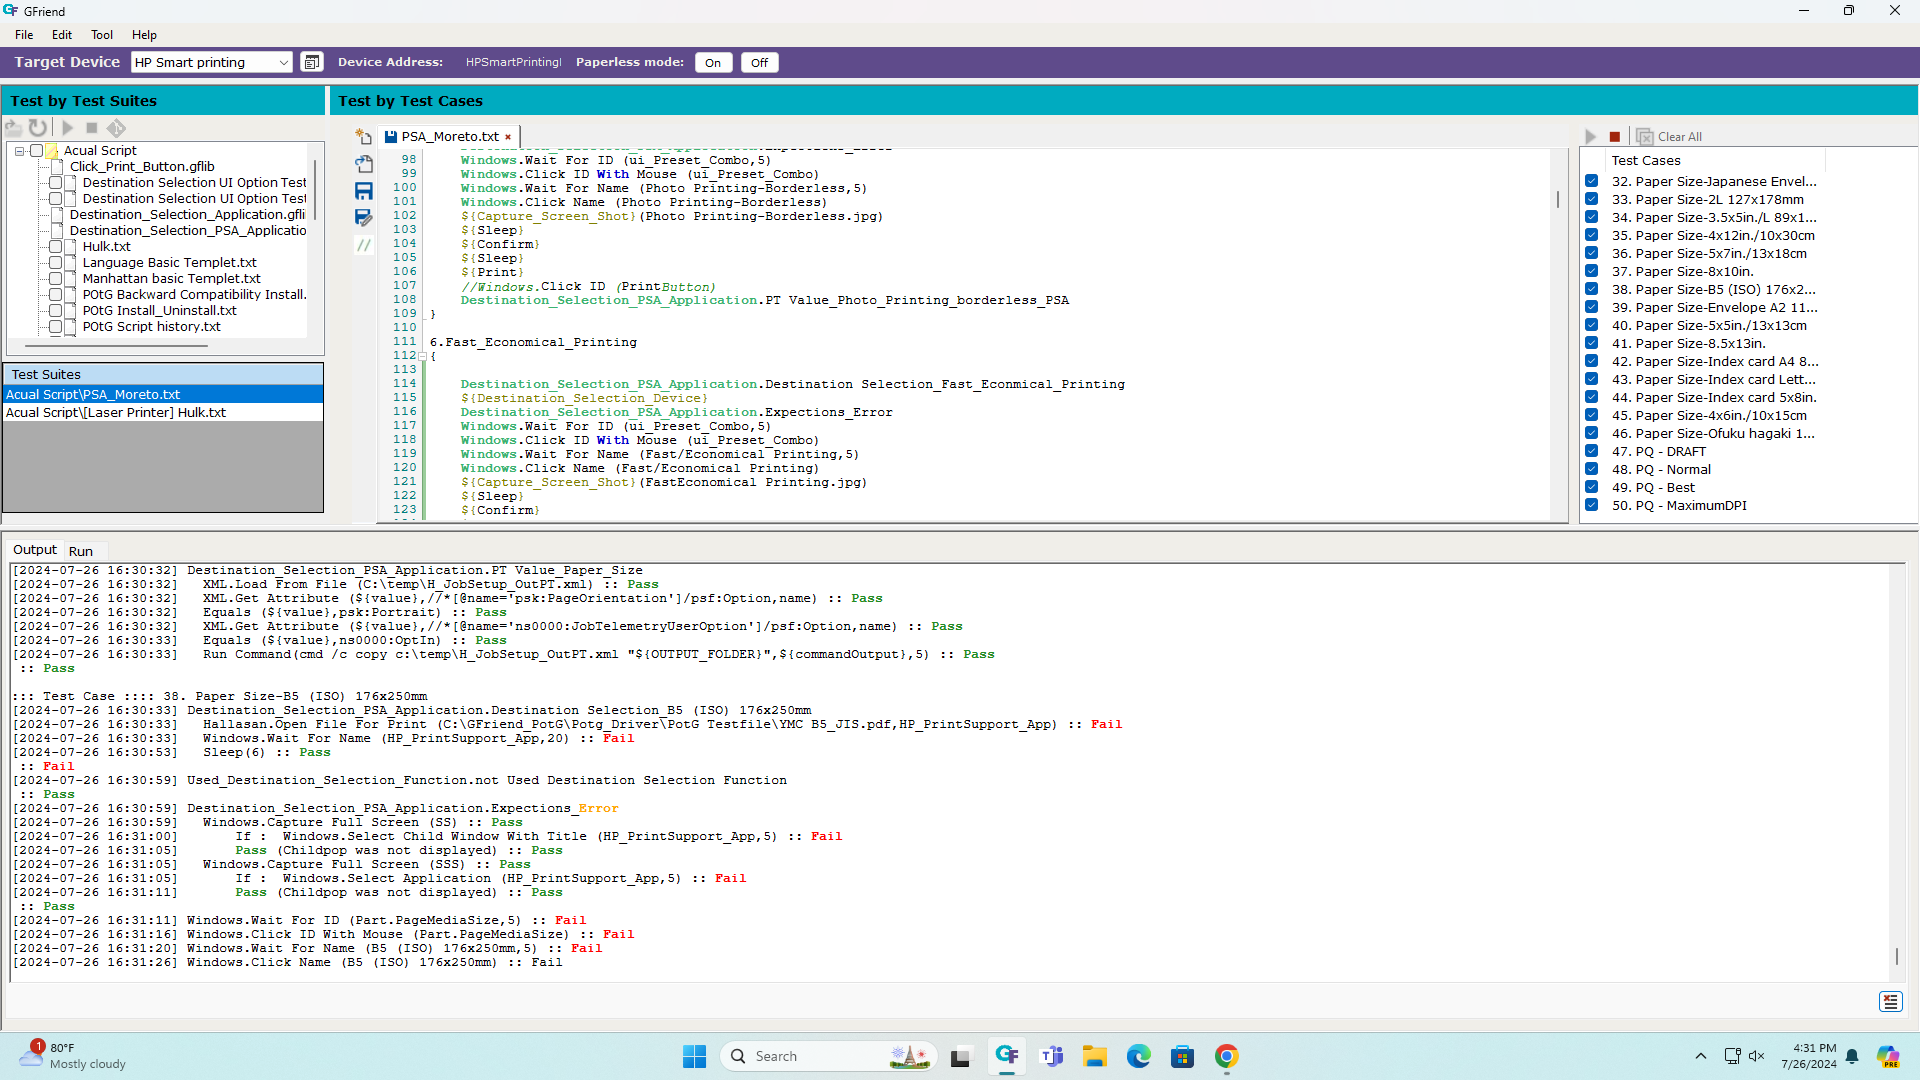 GFriend
File Edit Tool Help
Target Device HP Smart printing Device Address: HPSmartPrintingI Paperless mode: On Off
Test by Test Suites
Test by Test Cases
Acual Script
Click_Print_Button.gflib
Destination Selection UI Option Test
Destination Selection UI Option Test
Destination_Selection_Application.gfli
Destination_Selection_PSA_Applicatio
Hulk.txt
Language Basic Templet.txt
Manhattan basic Templet.txt
POtG Backward Compatibility Install.
POtG Install_Uninstall.txt
POtG Script history.txt
Test Suites
Acual Script\PSA_Moreto.txt
Acual Script\[Laser Printer] Hulk.txt
PSA_Moreto.txt ×
98 Windows.Wait For ID (ui_Preset_Combo,5)
99 Windows.Click ID With Mouse (ui_Preset_Combo)
100 Windows.Wait For Name (Photo Printing-Borderless,5)
101 Windows.Click Name (Photo Printing-Borderless)
102 ${Capture_Screen_Shot}(Photo Printing-Borderless.jpg)
103 ${Sleep}
104 ${Confirm}
105 ${Sleep}
106 ${Print}
107 //Windows.Click ID (PrintButton)
108 Destination_Selection_PSA_Application.PT Value_Photo_Printing_borderless_PSA
109 }
110
111 6.Fast_Economical_Printing
112 {
113
114 Destination_Selection_PSA_Application.Destination Selection_Fast_Econmical_Printing
115 ${Destination_Selection_Device}
116 Destination_Selection_PSA_Application.Expections_Error
117 Windows.Wait For ID (ui_Preset_Combo,5)
118 Windows.Click ID With Mouse (ui_Preset_Combo)
119 Windows.Wait For Name (Fast/Economical Printing,5)
120 Windows.Click Name (Fast/Economical Printing)
121 ${Capture_Screen_Shot}(FastEconomical Printing.jpg)
122 ${Sleep}
123 ${Confirm}
Clear All
Test Cases
32. Paper Size-Japanese Envel...
33. Paper Size-2L 127x178mm
34. Paper Size-3.5x5in./L 89x1...
35. Paper Size-4x12in./10x30cm
36. Paper Size-5x7in./13x18cm
37. Paper Size-8x10in.
38. Paper Size-B5 (ISO) 176x2...
39. Paper Size-Envelope A2 11...
40. Paper Size-5x5in./13x13cm
41. Paper Size-8.5x13in.
42. Paper Size-Index card A4 8...
43. Paper Size-Index card Lett...
44. Paper Size-Index card 5x8in.
45. Paper Size-4x6in./10x15cm
46. Paper Size-Ofuku hagaki 1...
47. PQ - DRAFT
48. PQ - Normal
49. PQ - Best
50. PQ - MaximumDPI
Output Run
[2024-07-26 16:30:32] Destination_Selection_PSA_Application.PT Value_Paper_Size
[2024-07-26 16:30:32] XML.Load From File (C:\temp\H_JobSetup_OutPT.xml) :: Pass
[2024-07-26 16:30:32] XML.Get Attribute (${value},//*[@name='psk:PageOrientation']/psf:Option,name) :: Pass
[2024-07-26 16:30:32] Equals (${value},psk:Portrait) :: Pass
[2024-07-26 16:30:32] XML.Get Attribute (${value},//*[@name='ns0000:JobTelemetryUserOption']/psf:Option,name) :: Pass
[2024-07-26 16:30:33] Equals (${value},ns0000:OptIn) :: Pass
[2024-07-26 16:30:33] Run Command(cmd /c copy c:\temp\H_JobSetup_OutPT.xml "${OUTPUT_FOLDER}",${commandOutput},5) :: Pass
:: Pass
::: Test Case :::: 38. Paper Size-B5 (ISO) 176x250mm
[2024-07-26 16:30:33] Destination_Selection_PSA_Application.Destination Selection_B5 (ISO) 176x250mm
[2024-07-26 16:30:33] Hallasan.Open File For Print (C:\GFriend_PotG\Potg_Driver\PotG Testfile\YMC B5_JIS.pdf,HP_PrintSupport_App) :: Fail
[2024-07-26 16:30:33] Windows.Wait For Name (HP_PrintSupport_App,20) :: Fail
[2024-07-26 16:30:53] Sleep(6) :: Pass
:: Fail
[2024-07-26 16:30:59] Used_Destination_Selection_Function.not Used Destination Selection Function
:: Pass
[2024-07-26 16:30:59] Destination_Selection_PSA_Application.Expections_Error
[2024-07-26 16:30:59] Windows.Capture Full Screen (SS) :: Pass
[2024-07-26 16:31:00] If : Windows.Select Child Window With Title (HP_PrintSupport_App,5) :: Fail
[2024-07-26 16:31:05] Pass (Childpop was not displayed) :: Pass
[2024-07-26 16:31:05] Windows.Capture Full Screen (SSS) :: Pass
[2024-07-26 16:31:05] If : Windows.Select Application (HP_PrintSupport_App,5) :: Fail
[2024-07-26 16:31:11] Pass (Childpop was not displayed) :: Pass
:: Pass
[2024-07-26 16:31:11] Windows.Wait For ID (Part.PageMediaSize,5) :: Fail
[2024-07-26 16:31:16] Windows.Click ID With Mouse (Part.PageMediaSize) :: Fail
[2024-07-26 16:31:20] Windows.Wait For Name (B5 (ISO) 176x250mm,5) :: Fail
[2024-07-26 16:31:26] Windows.Click Name (B5 (ISO) 176x250mm) :: Fail
1
80°F
Mostly cloudy
Search
4:31 PM
7/26/2024
PRE